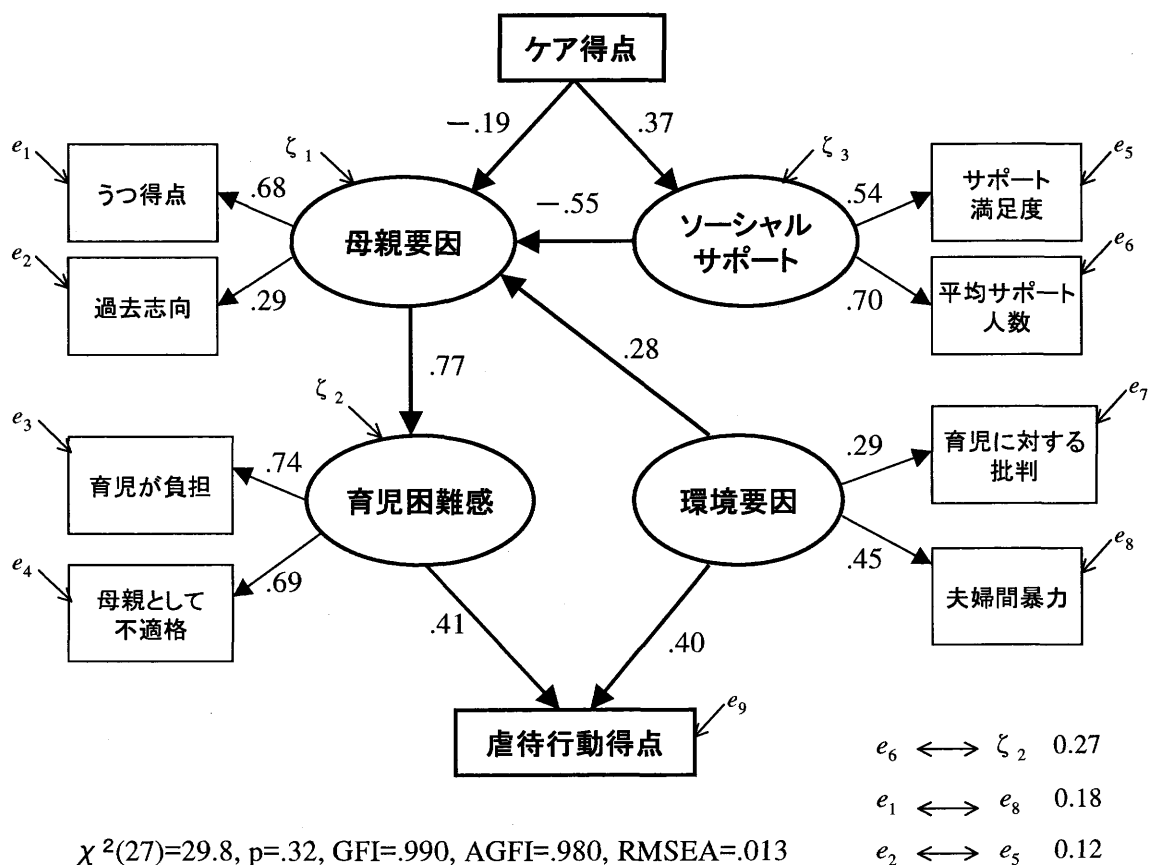 ケア得点
−.19
.37
e1
ζ1
ζ3
e5
うつ得点
.68
母親要因
−.55
ソーシャル
サポート
.54
サポート
満足度
e2
e6
過去志向
.29
.70
平均サポート
人数
.77
.28
ζ2
e3
e7
育児が負担
.74
育児困難感
環境要因
.29
育児に対する
批判
e4
e8
母親として
不適格
.69
.45
夫婦間暴力
.41
.40
虐待行動得点
e9
e6 ←→ ζ2 0.27
e1 ←→ e8 0.18
e2 ←→ e5 0.12
χ²(27)=29.8, p=.32, GFI=.990, AGFI=.980, RMSEA=.013